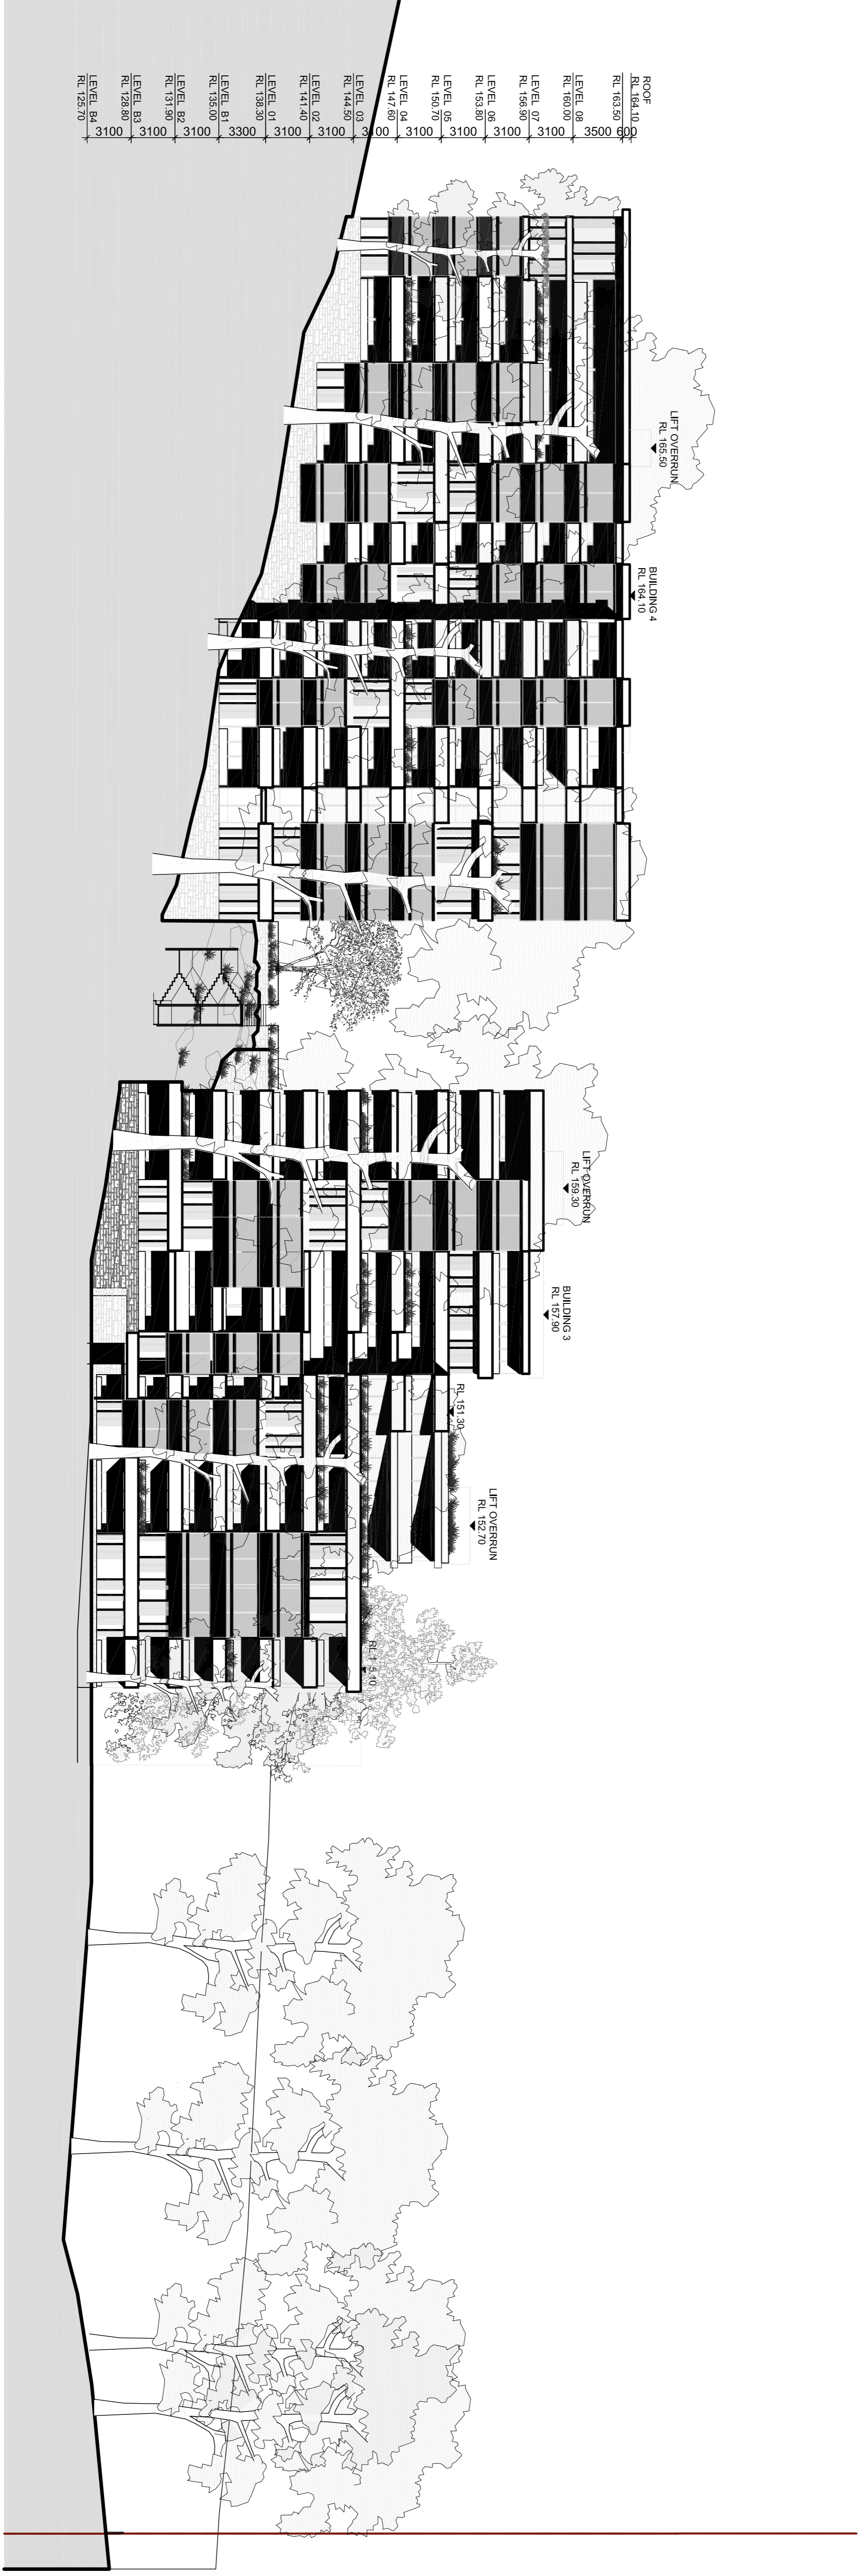 ROOF
RL 164.10
600
RL 163.50
3500
LEVEL 08
RL 160.00
3100
LEVEL 07
RL 156.90
3100
LEVEL 06
RL 153.80
3100
LEVEL 05
RL 150.70
3100
LEVEL 04
RL 147.60
3100
LEVEL 03
RL 144.50
3100
LEVEL 02
RL 141.40
3100
LEVEL 01
RL 138.30
3300
LEVEL B1
RL 135.00
3100
LEVEL B2
RL 131.90
3100
LEVEL B3
RL 128.80
3100
LEVEL B4
RL 125.70
LIFT OVERRUN
RL 165.50
BUILDING 4
RL 164.10
LIFT OVERRUN
RL 159.30
BUILDING 3
RL 157.90
RL 151.30
LIFT OVERRUN
RL 152.70
RL